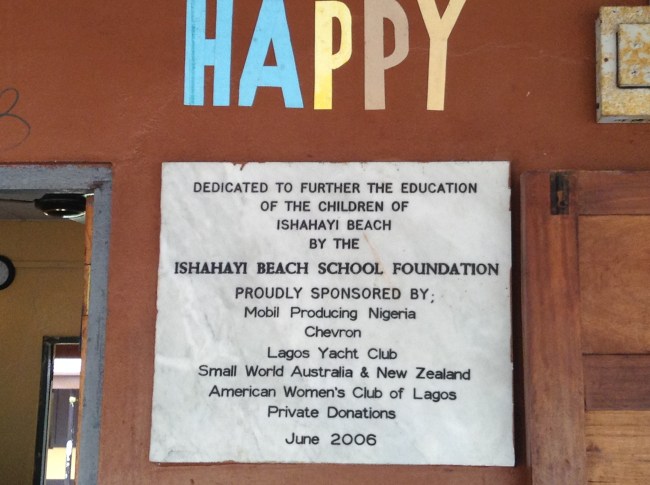 HAPPY
DEDICATED TO FURTHER THE EDUCATION
OF THE CHILDREN OF
ISHAHAYI BEACH
BY THE
ISHAHAYI BEACH SCHOOL FOUNDATION
PROUDLY SPONSORED BY;
Mobil Producing Nigeria
Chevron
Lagos Yacht Club
Small World Australia & New Zealand
American Women's Club of Lagos
Private Donations
June 2006